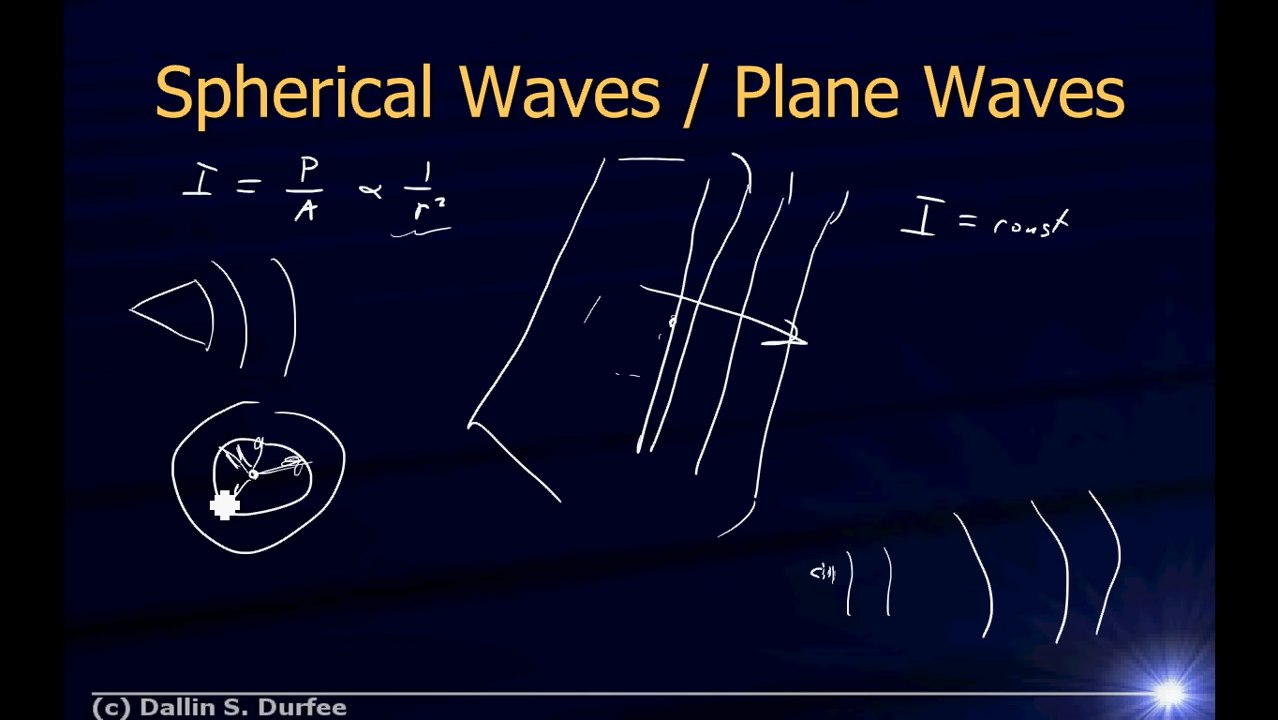 Spherical Waves / Plane Waves
I = P/A ∝ 1/r²
I = const
(c) Dallin S. Durfee